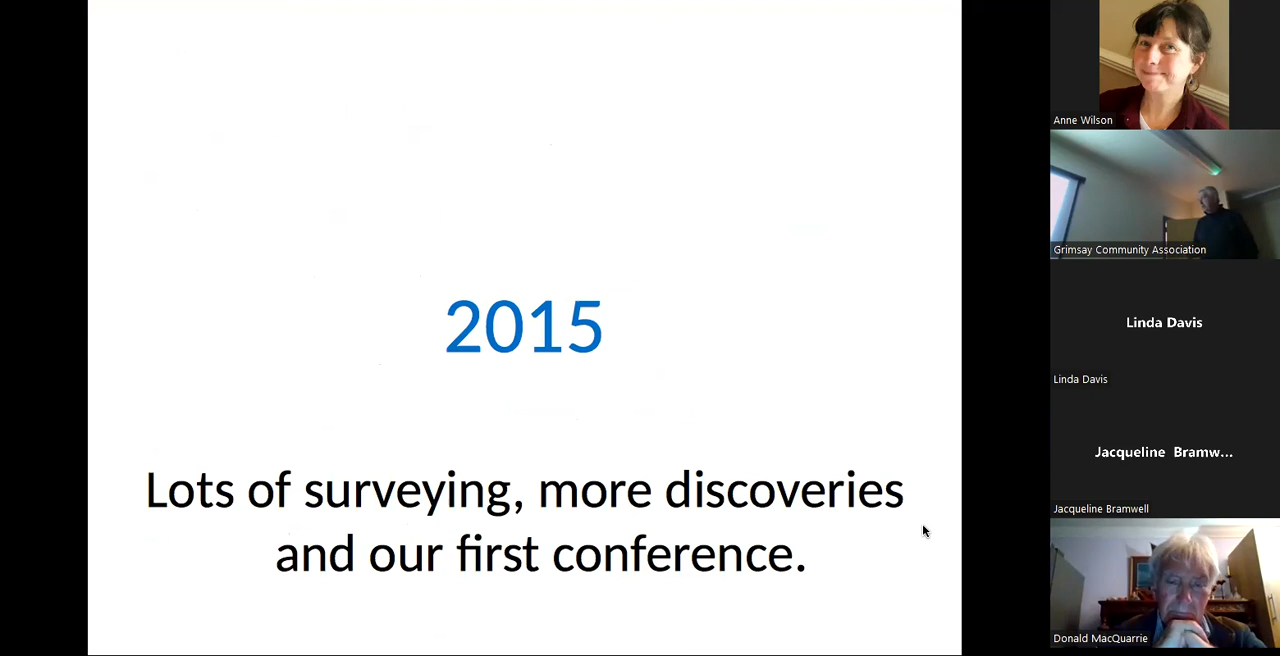 2015
Lots of surveying, more discoveries
and our first conference.
Anne Wilson
Grimsay Community Association
Linda Davis
Linda Davis
Jacqueline Bramw...
Jacqueline Bramwell
Donald MacQuarrie